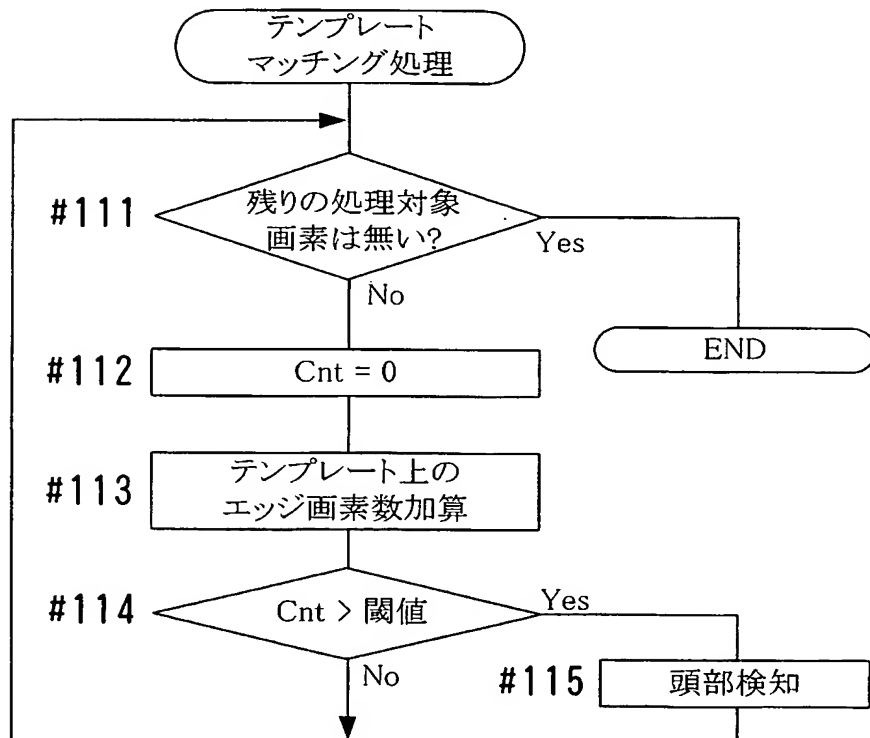 テンプレート
マッチング処理
#111
残りの処理対象
画素は無い?
Yes
No
END
#112
Cnt = 0
#113
テンプレート上の
エッジ画素数加算
#114
Cnt > 閾値
Yes
No
#115
頭部検知